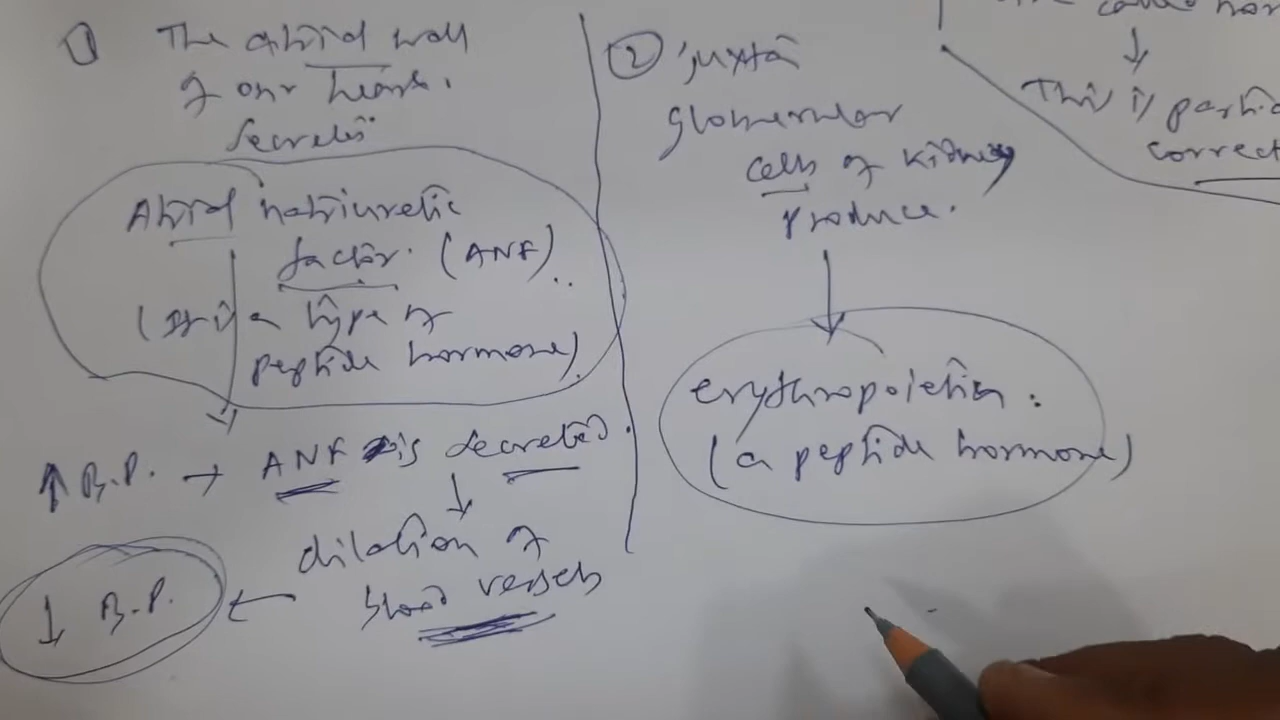 ① The atrial wall
of our heart.
secretes
Atrial natriuretic
factor. (ANF)..
(It is a type of
peptide hormone).
↑ B.P. → ANF is secreted.
↓
dilation of
blood vessels
↓ B.P. ←
② juxta
glomerular
cells of kidney
produce.
↓
erythropoietin.
(a peptide hormone)
called
↓
This is partia
correct